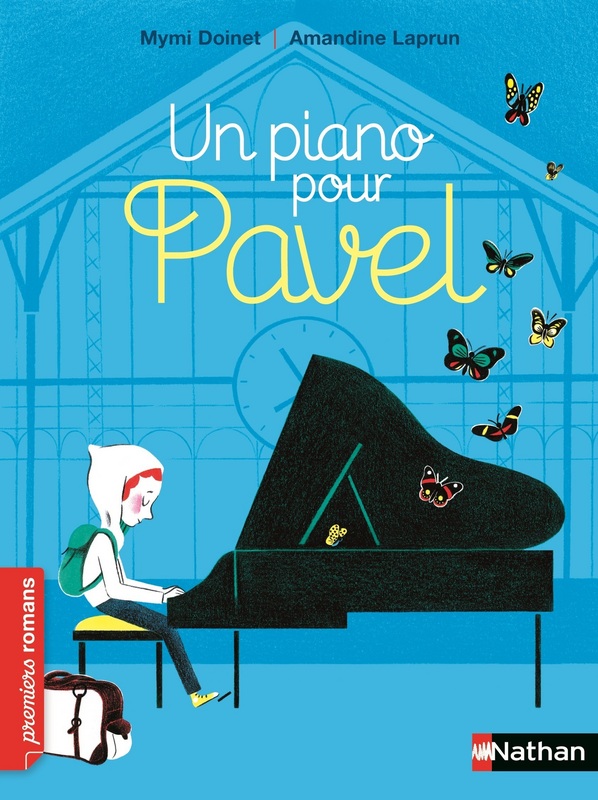 Mymi Doinet | Amandine Laprun
Un piano
pour
Pavel
premiers romans
Nathan